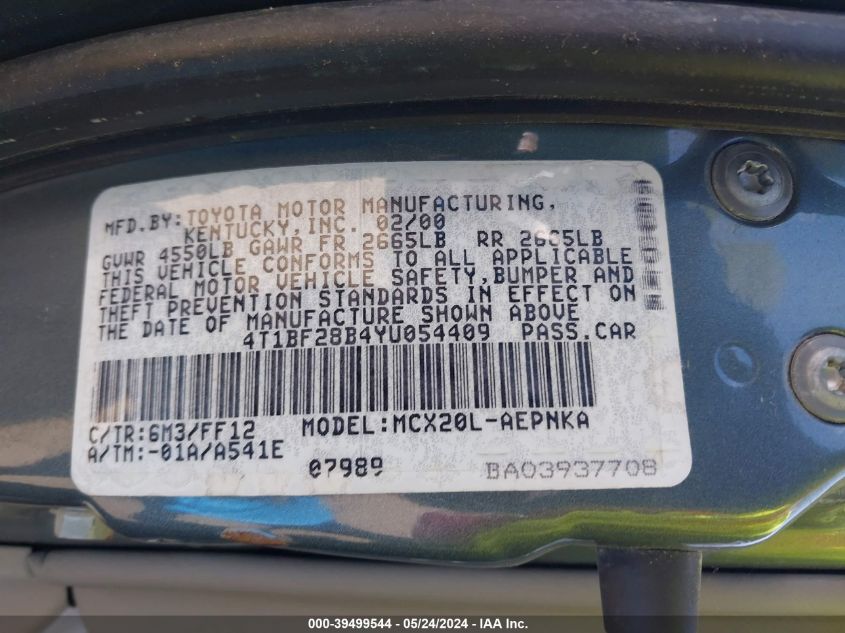 MFD.BY: TOYOTA MOTOR MANUFACTURING,
KENTUCKY, INC. 02/00
GVWR 4550LB GAWR FR 2665LB RR 2665LB
THIS VEHICLE CONFORMS TO ALL APPLICABLE
FEDERAL MOTOR VEHICLE SAFETY, BUMPER AND
THEFT PREVENTION STANDARDS IN EFFECT ON
THE DATE OF MANUFACTURE SHOWN ABOVE
4T1BF28B4YU054409 PASS.CAR
C/TR:6M3/FF12 MODEL:MCX20L-AEPNKA
A/TM:-01A/A541E
07989 BA03937708
000-39499544 / 05/24/2024 - IAA Inc.